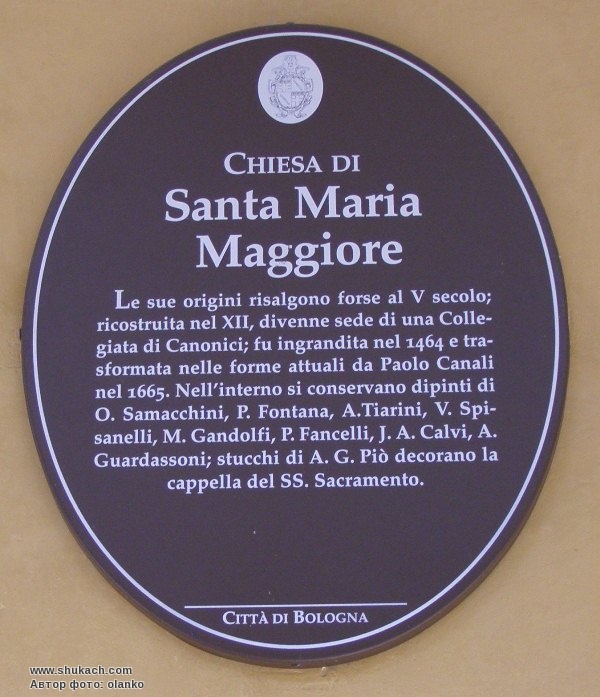 CHIESA DI
Santa Maria
Maggiore
Le sue origini risalgono forse al V secolo;
ricostruita nel XII, divenne sede di una Colle-
giata di Canonici; fu ingrandita nel 1464 e tra-
sformata nelle forme attuali da Paolo Canali
nel 1665. Nell'interno si conservano dipinti di
O. Samacchini, P. Fontana, A.Tiarini, V. Spi-
sanelli, M. Gandolfi, P. Fancelli, J. A. Calvi, A.
Guardassoni; stucchi di A. G. Piò decorano la
cappella del SS. Sacramento.
CITTÀ DI BOLOGNA
www.shukach.com
Автор фото: olanko